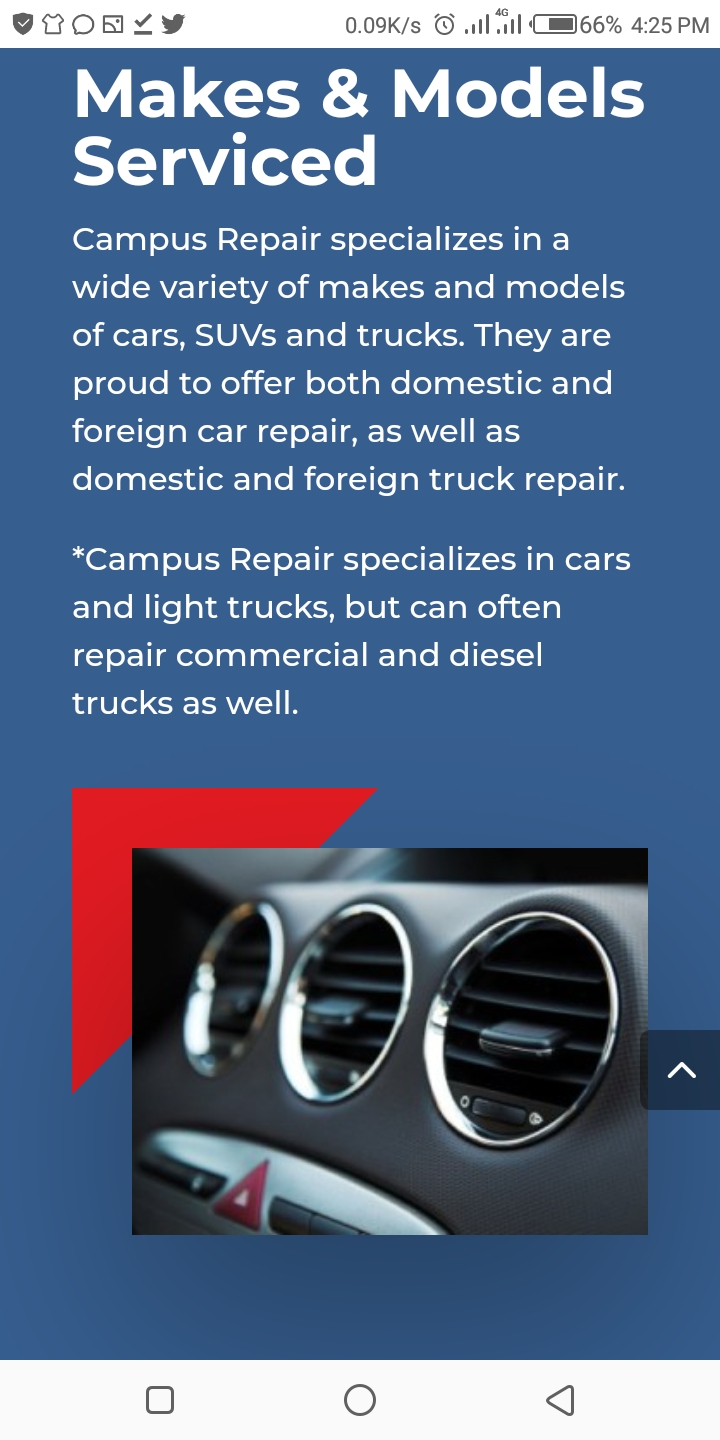 0.09K/s 4G 66% 4:25 PM
Makes & Models
Serviced
Campus Repair specializes in a
wide variety of makes and models
of cars, SUVs and trucks. They are
proud to offer both domestic and
foreign car repair, as well as
domestic and foreign truck repair.
*Campus Repair specializes in cars
and light trucks, but can often
repair commercial and diesel
trucks as well.